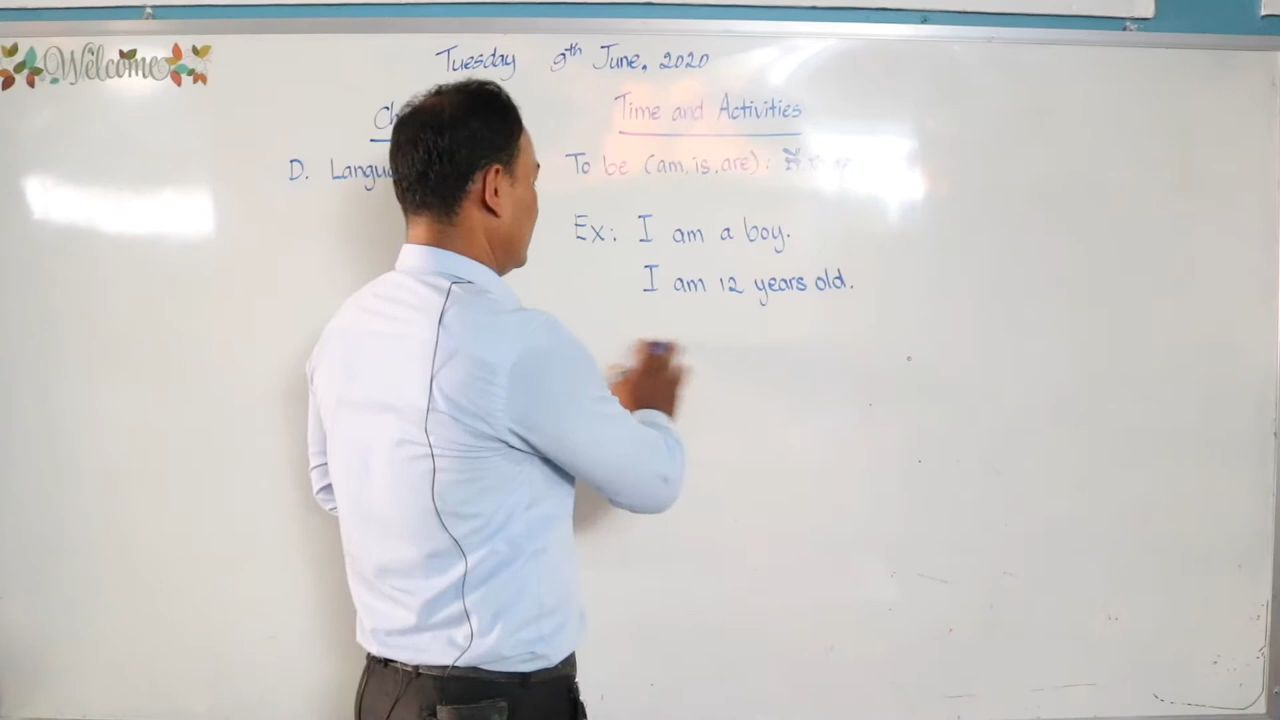 Welcome
Tuesday 9th June, 2020
Time and Activities
D. To be (am, is, are):
Ex: I am a boy.
I am 12 years old.